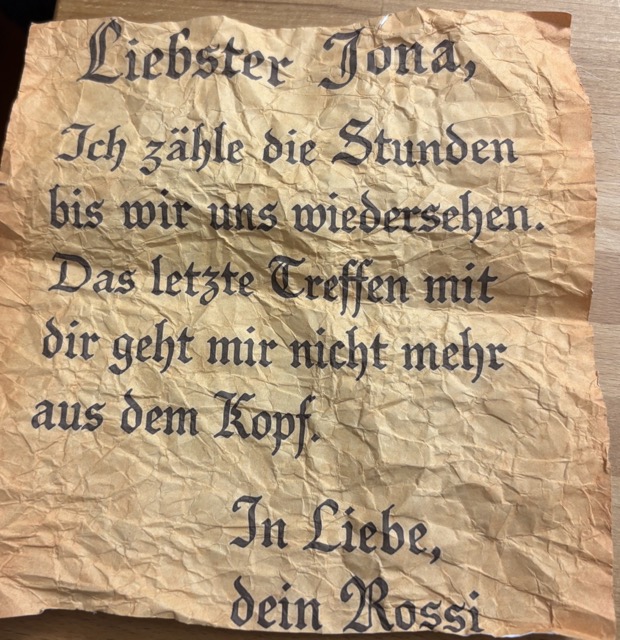 Liebster Jona,
Ich zähle die Stunden
bis wir uns wiedersehen.
Das letzte Treffen mit
dir geht mir nicht mehr
aus dem Kopf.
In Liebe,
dein Rossi